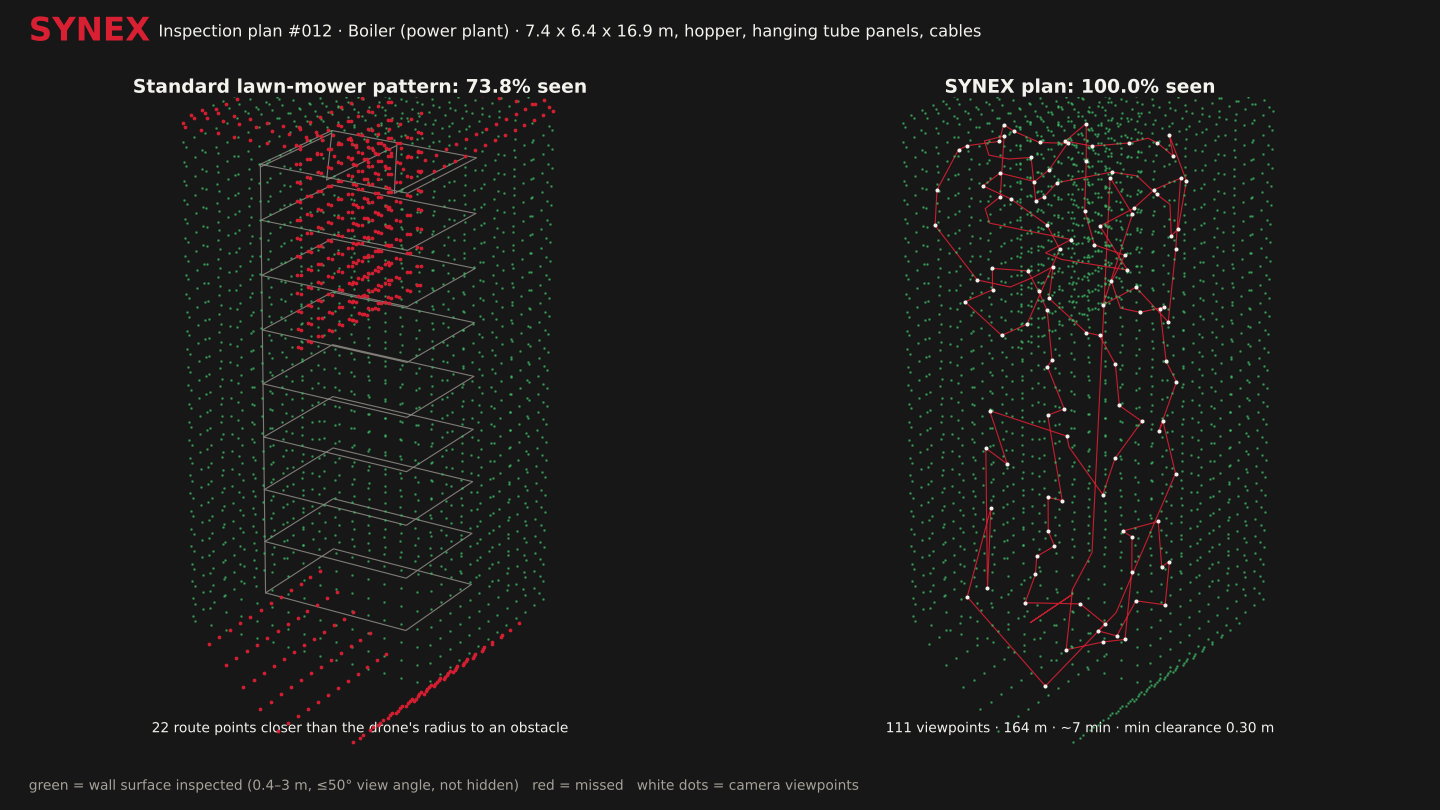 SYNEX Inspection plan #012 · Boiler (power plant) · 7.4 x 6.4 x 16.9 m, hopper, hanging tube panels, cables
Standard lawn-mower pattern: 73.8% seen
SYNEX plan: 100.0% seen
22 route points closer than the drone's radius to an obstacle
111 viewpoints · 164 m · ~7 min · min clearance 0.30 m
green = wall surface inspected (0.4–3 m, ≤50° view angle, not hidden) red = missed white dots = camera viewpoints